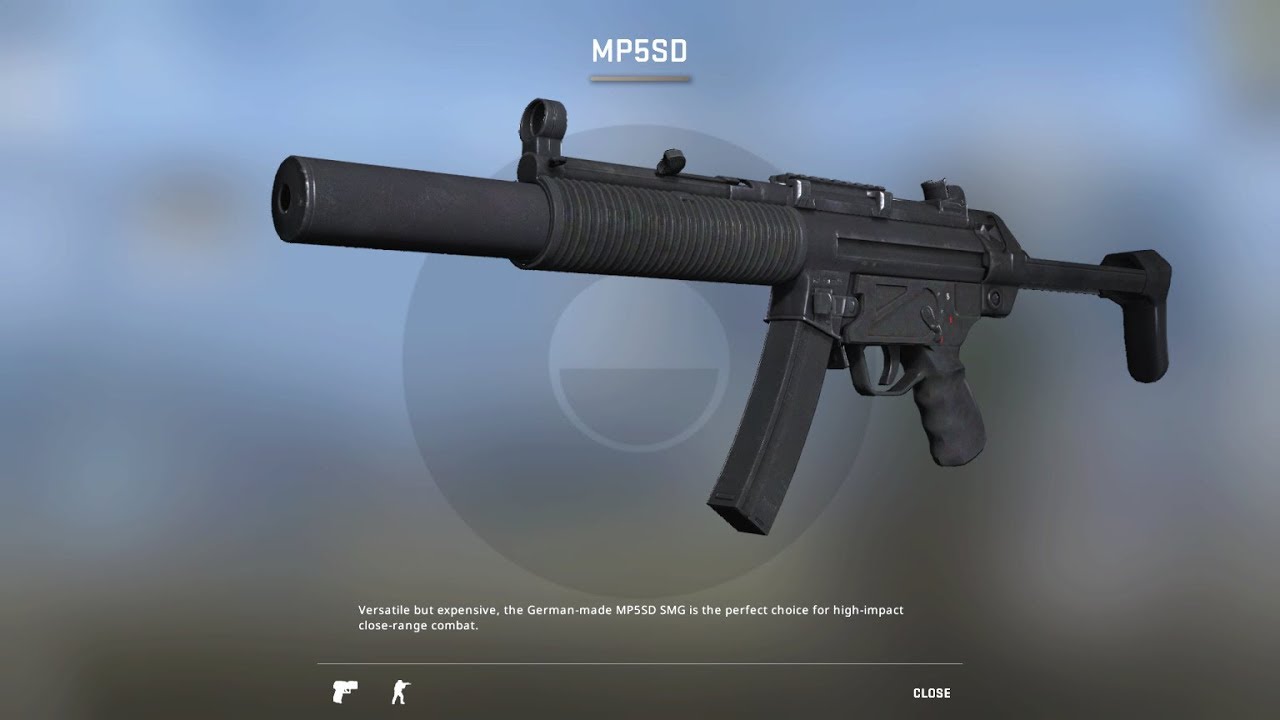 MP5SD
Versatile but expensive, the German-made MP5SD SMG is the perfect choice for high-impact
close-range combat.
CLOSE